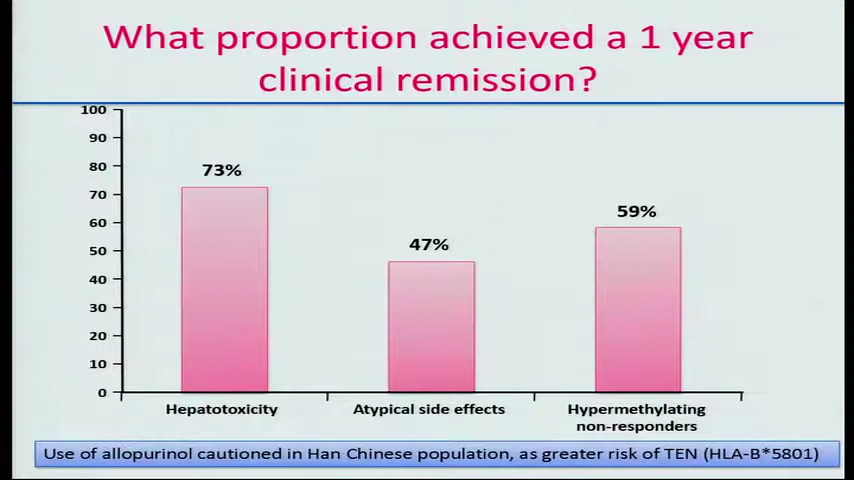 What proportion achieved a 1 year
clinical remission?
100
90
80
70
60
50
40
30
20
10
0
73%
47%
59%
Hepatotoxicity
Atypical side effects
Hypermethylating
non-responders
Use of allopurinol cautioned in Han Chinese population, as greater risk of TEN (HLA-B*5801)